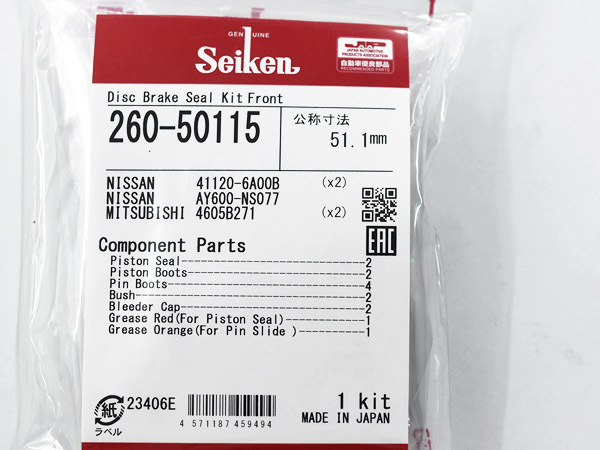 GENUINE
Seiken
JAPAN AUTOMOTIVE
PRODUCTS ASSOCIATION
自動車優良部品
RECOMMENDED PARTS
Disc Brake Seal Kit Front
260-50115
公称寸法
51.1mm
NISSAN 41120-6A00B (x2)
NISSAN AY600-NS077
MITSUBISHI 4605B271 (x2)
EAC
Component Parts
Piston Seal 2
Piston Boots 2
Pin Boots 4
Bush 2
Bleeder Cap 2
Grease Red(For Piston Seal) 1
Grease Orange(For Pin Slide ) 1
紙
ラベル
23406E
4 571187 459494
1 kit
MADE IN JAPAN